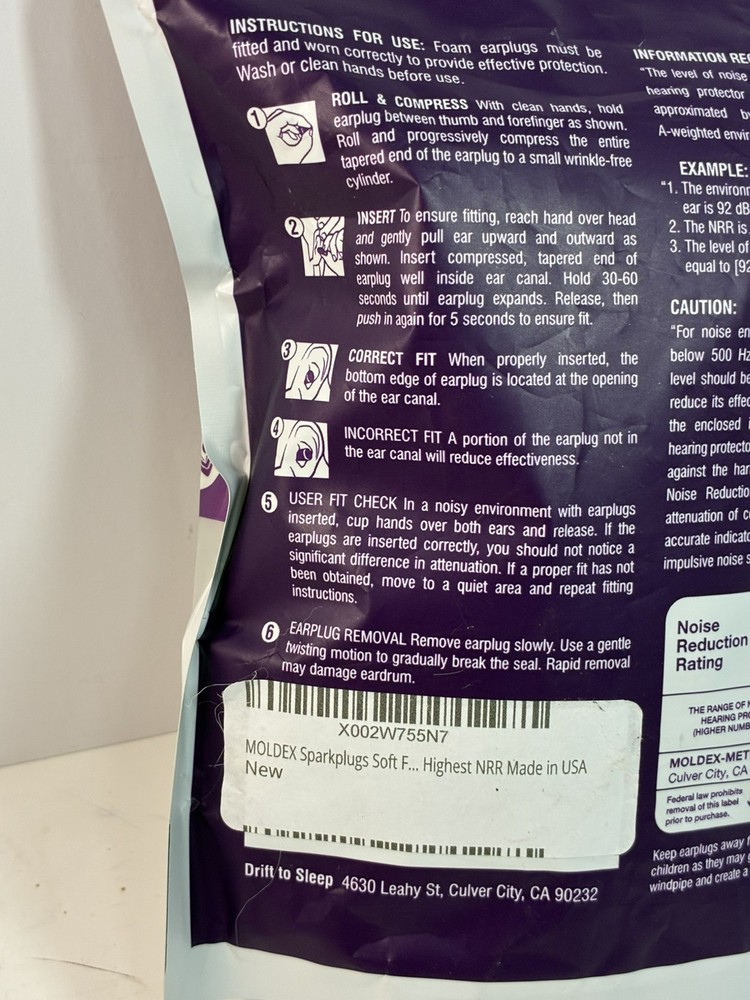 INSTRUCTIONS FOR USE: Foam earplugs must be
fitted and worn correctly to provide effective protection.
Wash or clean hands before use.
1
ROLL & COMPRESS With clean hands, hold
earplug between thumb and forefinger as shown.
Roll and progressively compress the entire
tapered end of the earplug to a small wrinkle-free
cylinder.
2
INSERT To ensure fitting, reach hand over head
and gently pull ear upward and outward as
shown. Insert compressed, tapered end of
earplug well inside ear canal. Hold 30-60
seconds until earplug expands. Release, then
push in again for 5 seconds to ensure fit.
3
CORRECT FIT When properly inserted, the
bottom edge of earplug is located at the opening
of the ear canal.
4
INCORRECT FIT A portion of the earplug not in
the ear canal will reduce effectiveness.
5
USER FIT CHECK In a noisy environment with earplugs
inserted, cup hands over both ears and release. If the
earplugs are inserted correctly, you should not notice a
significant difference in attenuation. If a proper fit has not
been obtained, move to a quiet area and repeat fitting
instructions.
6
EARPLUG REMOVAL Remove earplug slowly. Use a gentle
twisting motion to gradually break the seal. Rapid removal
may damage eardrum.
X002W755N7
MOLDEX Sparkplugs Soft F... Highest NRR Made in USA
New
Drift to Sleep 4630 Leahy St, Culver City, CA 90232
INFORMATION
"The level of noise
hearing protector
approximated
A-weighted
EXAMPLE:
"1. The
ear is 92 dB
2. The NRR is
3. The level of
equal to [92
CAUTION:
"For noise
below 500
level should
reduce its
the enclosed
hearing
against the
Noise
attenuation of
accurate
impulsive noise
Noise
Reduction
Rating
THE RANGE OF
HEARING
(HIGHER
MOLDEX-
Culver City, CA
Federal law prohibits
removal of this label
prior to purchase.
Keep earplugs away
children as they may
windpipe and create a